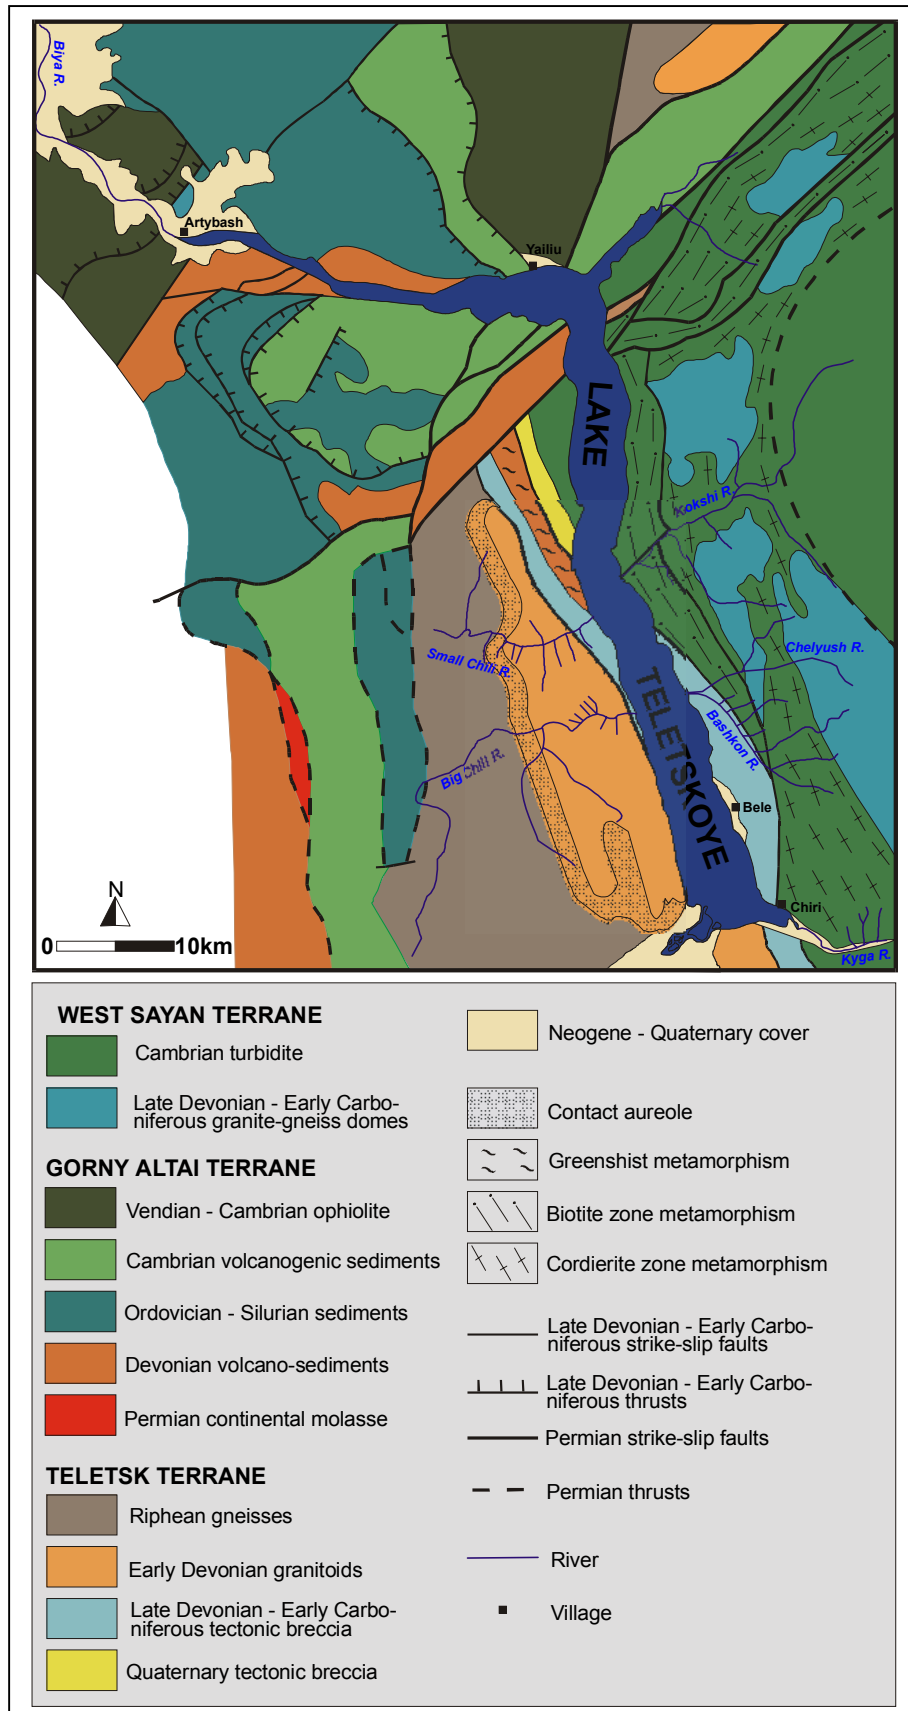 Biya R.
Artybash
Yailiu
LAKE
Kokshi R.
Chelyush R.
Small Chili R.
TELETSKOYE
Bashkon R.
Big Chili R.
Bele
N
Chiri
0
10km
Kyga R.
WEST SAYAN TERRANE
Cambrian turbidite
Late Devonian - Early Carbo-
niferous granite-gneiss domes
GORNY ALTAI TERRANE
Vendian - Cambrian ophiolite
Cambrian volcanogenic sediments
Ordovician - Silurian sediments
Devonian volcano-sediments
Permian continental molasse
TELETSK TERRANE
Riphean gneisses
Early Devonian granitoids
Late Devonian - Early Carbo-
niferous tectonic breccia
Quaternary tectonic breccia
Neogene - Quaternary cover
Contact aureole
Greenshist metamorphism
Biotite zone metamorphism
Cordierite zone metamorphism
Late Devonian - Early Carbo-
niferous strike-slip faults
Late Devonian - Early Carbo-
niferous thrusts
Permian strike-slip faults
Permian thrusts
River
Village